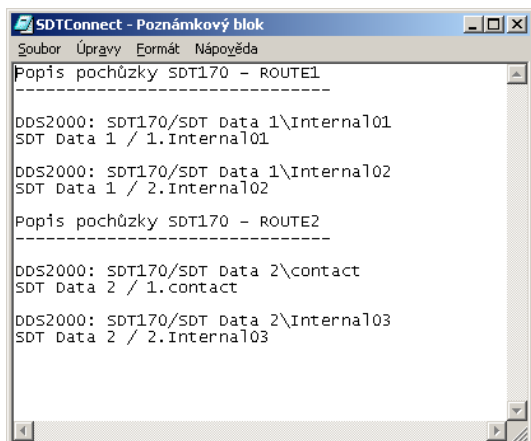 SDTConnect - Poznámkový blok
Soubor Úpravy Formát Nápověda
Popis pochůzky SDT170 - ROUTE1
-------------------------------
DDS2000: SDT170/SDT Data 1\Internal01
SDT Data 1 / 1.Internal01
DDS2000: SDT170/SDT Data 1\Internal02
SDT Data 1 / 2.Internal02
Popis pochůzky SDT170 - ROUTE2
-------------------------------
DDS2000: SDT170/SDT Data 2\contact
SDT Data 2 / 1.contact
DDS2000: SDT170/SDT Data 2\Internal03
SDT Data 2 / 2.Internal03